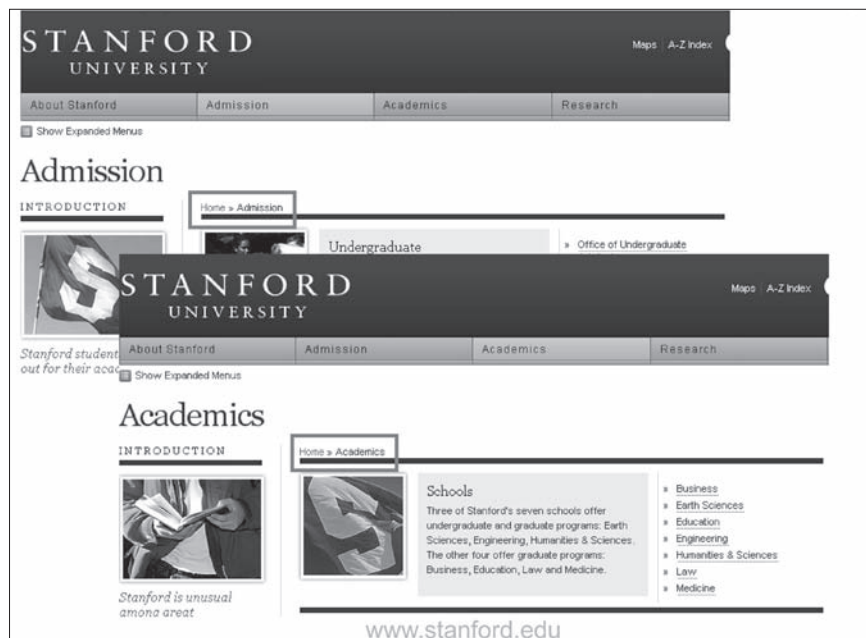 STANFORD
UNIVERSITY
Maps A-Z Index
About Stanford Admission Academics Research
Show Expanded Menus
Admission
INTRODUCTION
Home » Admission
Undergraduate
» Office of Undergraduate
Stanford student
out for their acad
STANFORD
UNIVERSITY
Maps A-Z Index
About Stanford Admission Academics Research
Show Expanded Menus
Academics
INTRODUCTION
Home » Academics
Schools
Three of Stanford's seven schools offer
undergraduate and graduate programs: Earth
Sciences, Engineering, Humanities & Sciences.
The other four offer graduate programs:
Business, Education, Law and Medicine.
» Business
» Earth Sciences
» Education
» Engineering
» Humanities & Sciences
» Law
» Medicine
Stanford is unusual
among great
www.stanford.edu